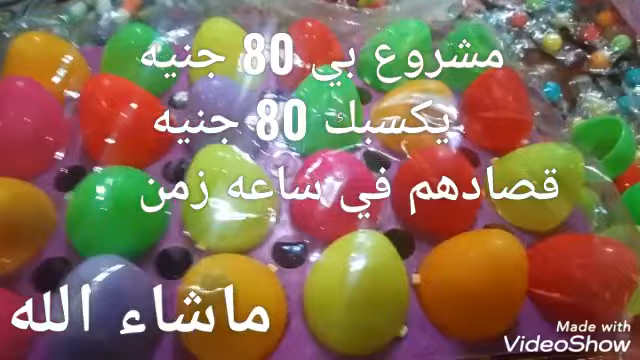 مشروع بي 80 جنيه
يكسبك 80 جنيه
قصادهم في ساعه زمن
ماشاء الله
Made with
VideoShow